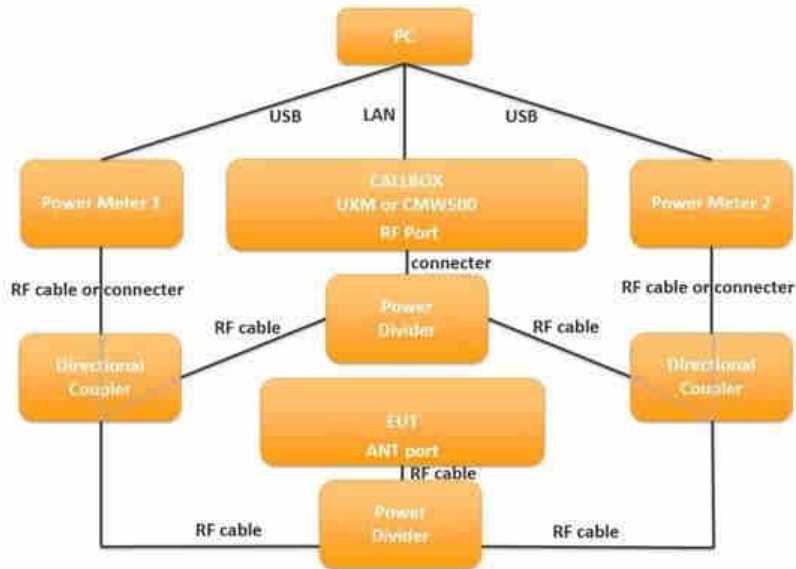 PC
USB
LAN
USB
Power Meter 1
CALLBOX
UXM or CMW500
RF Port
Power Meter 2
connecter
RF cable or connecter
RF cable or connecter
Power
Divider
RF cable
RF cable
Directional
Coupler
Directional
Coupler
EUT
ANT port
RF cable
Power
Divider
RF cable
RF cable